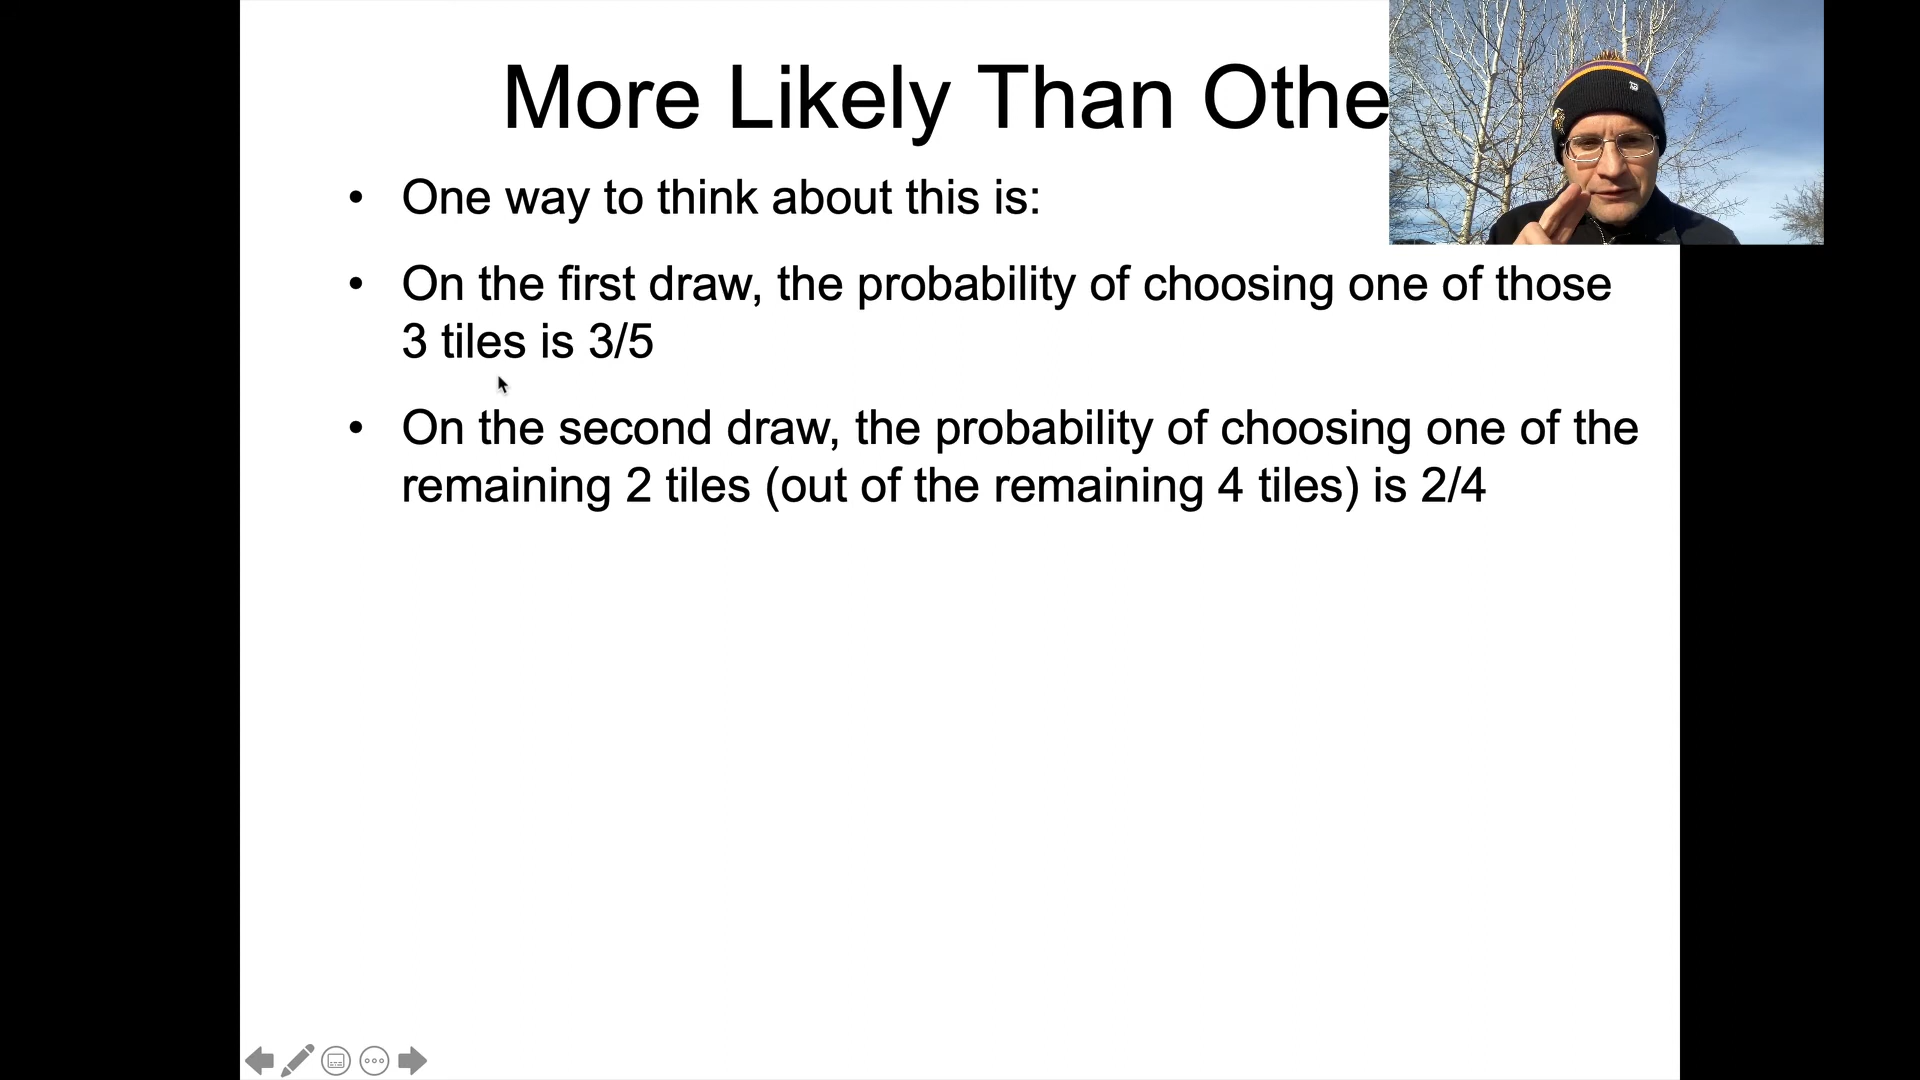 More Likely Than Othe
• One way to think about this is:
• On the first draw, the probability of choosing one of those
3 tiles is 3/5
• On the second draw, the probability of choosing one of the
remaining 2 tiles (out of the remaining 4 tiles) is 2/4